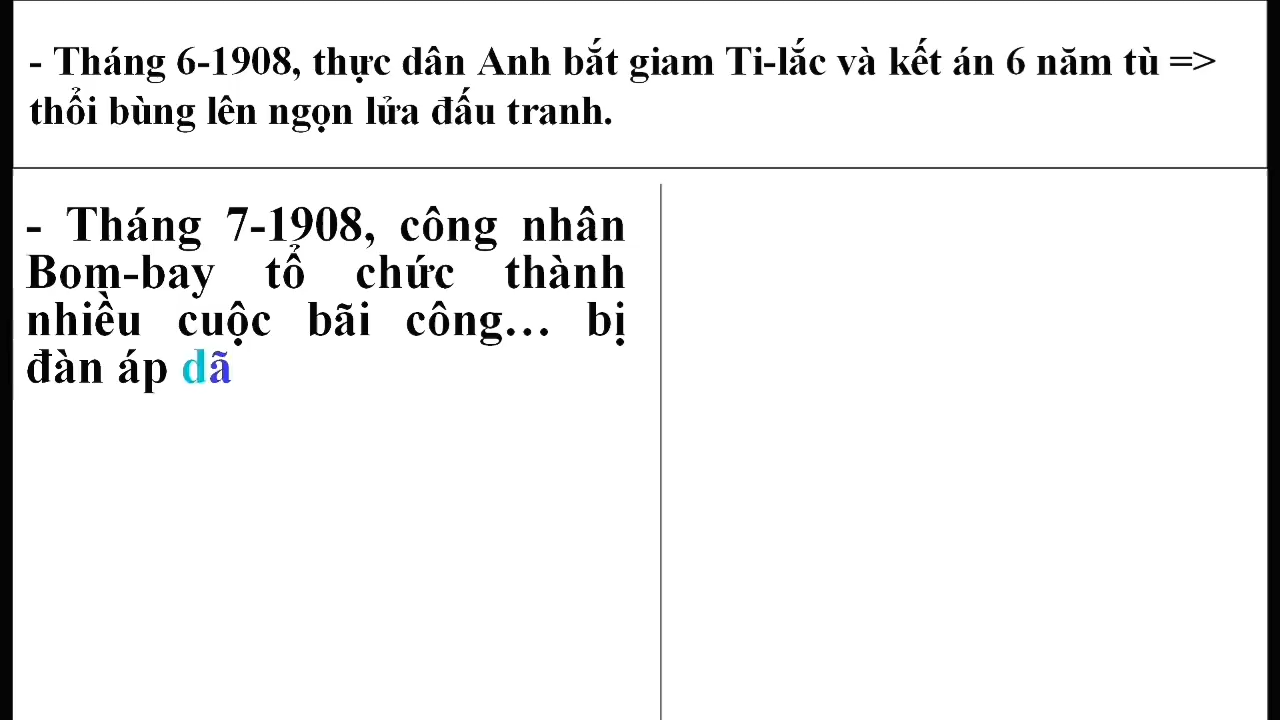 - Tháng 6-1908, thực dân Anh bắt giam Ti-lắc và kết án 6 năm tù =>
thổi bùng lên ngọn lửa đấu tranh.
- Tháng 7-1908, công nhân
Bom-bay tổ chức thành
nhiều cuộc bãi công... bị
đàn áp dã